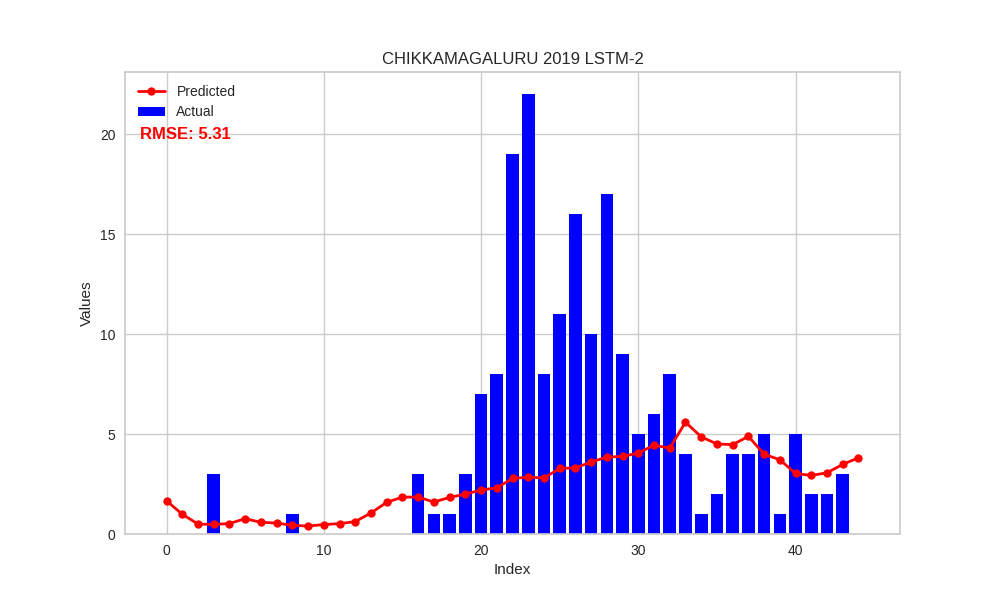 CHIKKAMAGALURU 2019 LSTM-2
Predicted
Actual
RMSE: 5.31
Values
20
15
10
5
0
0 10 20 30 40
Index